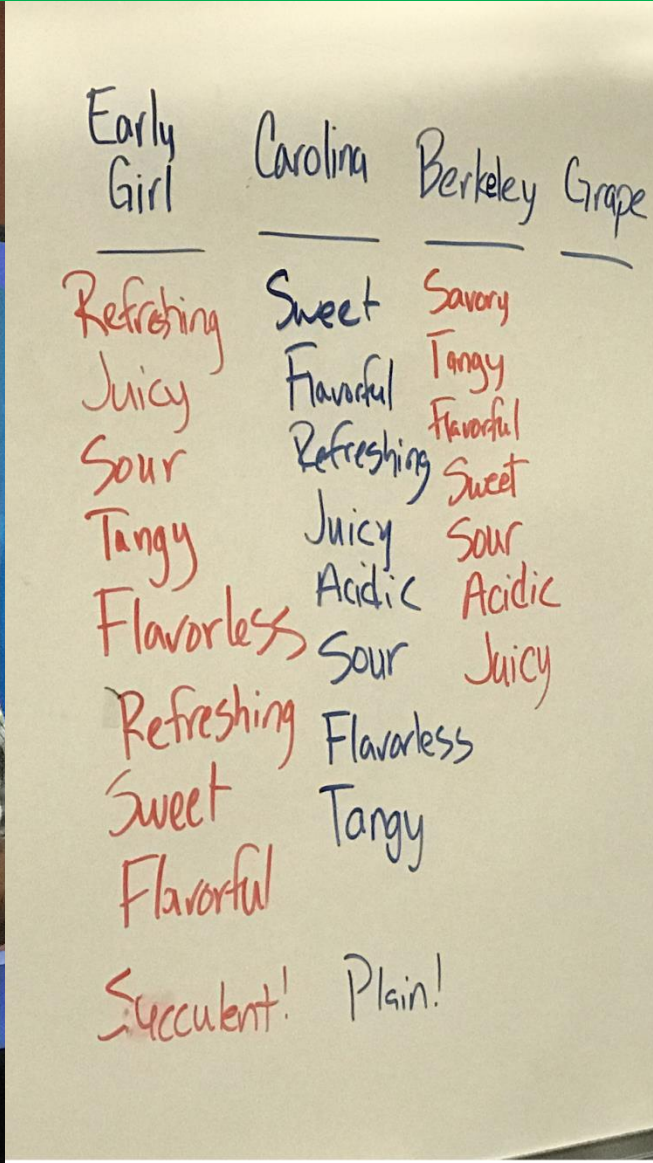 Early
Girl
Carolina
Berkeley
Grape
Refreshing
Juicy
Sour
Tangy
Flavorless
Refreshing
Sweet
Flavorful
Succulent!
Sweet
Flavorful
Refreshing
Juicy
Acidic
Sour
Flavorless
Tangy
Plain!
Savory
Tangy
Flavorful
Sweet
Sour
Acidic
Juicy